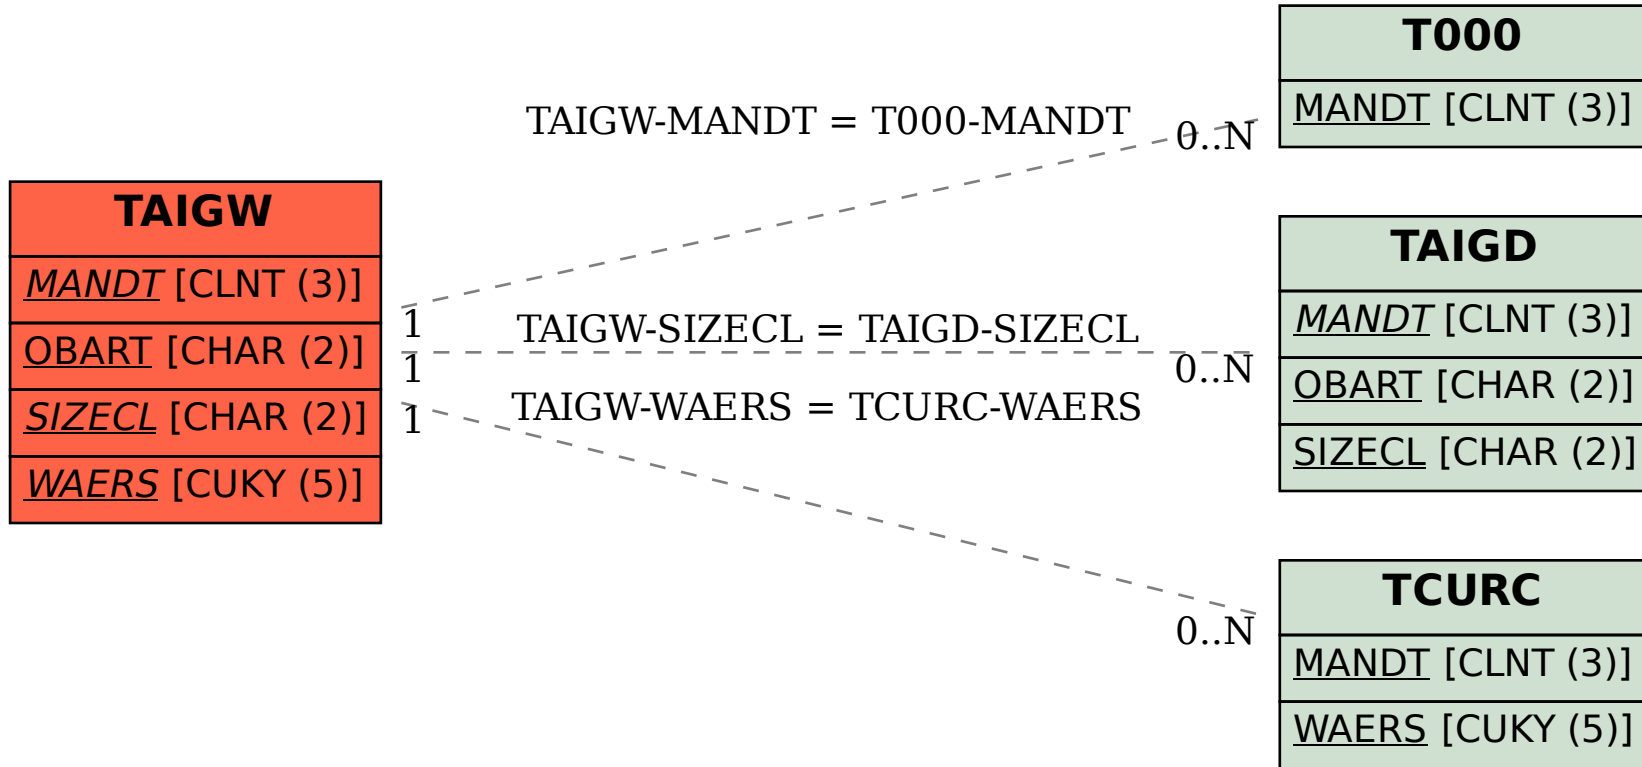 TAIGW
MANDT [CLNT (3)]
OBART [CHAR (2)]
SIZECL [CHAR (2)]
WAERS [CUKY (5)]
TAIGW-MANDT = T000-MANDT
1
0..N
TAIGW-SIZECL = TAIGD-SIZECL
1
0..N
TAIGW-WAERS = TCURC-WAERS
1
0..N
T000
MANDT [CLNT (3)]
TAIGD
MANDT [CLNT (3)]
OBART [CHAR (2)]
SIZECL [CHAR (2)]
TCURC
MANDT [CLNT (3)]
WAERS [CUKY (5)]